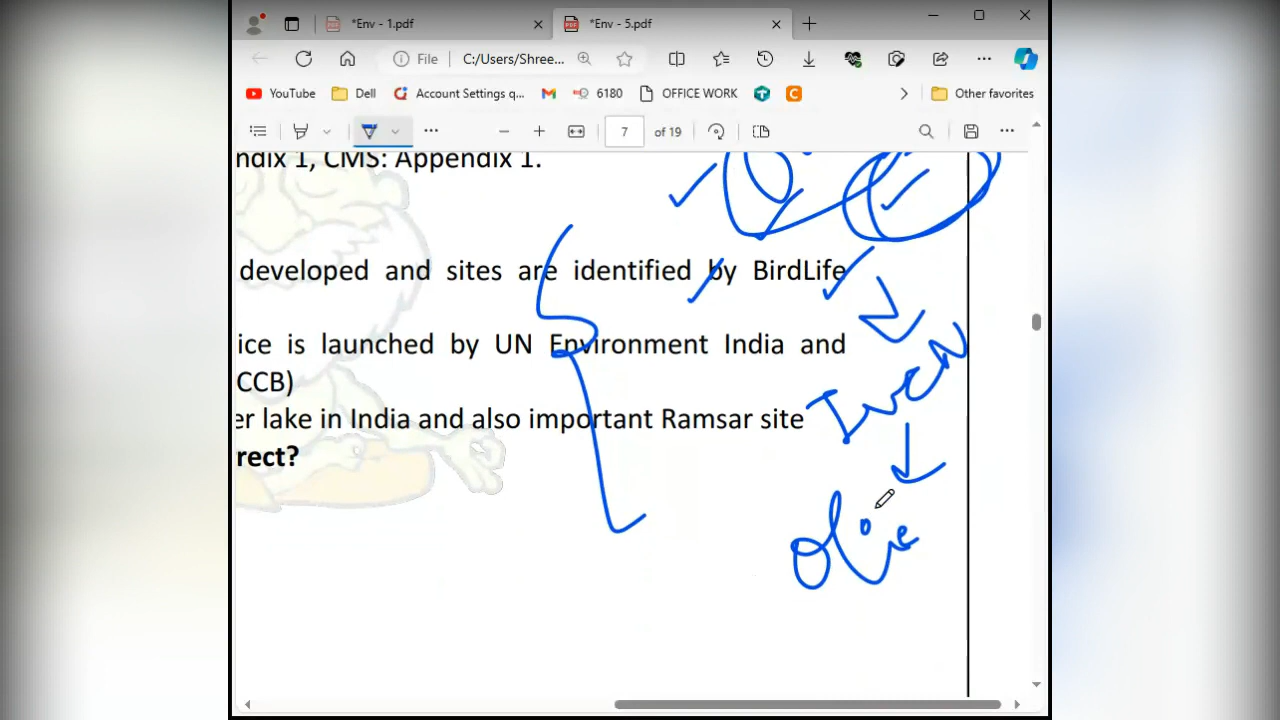 *Env - 1.pdf
*Env - 5.pdf
File C:/Users/Shree...
YouTube Dell Account Settings q... 6180 OFFICE WORK Other favorites
7 of 19
ndix 1, CMS: Appendix 1.
developed and sites are identified by BirdLife
ice is launched by UN Environment India and
CCB)
er lake in India and also important Ramsar site
rect?
IUCN
Olive